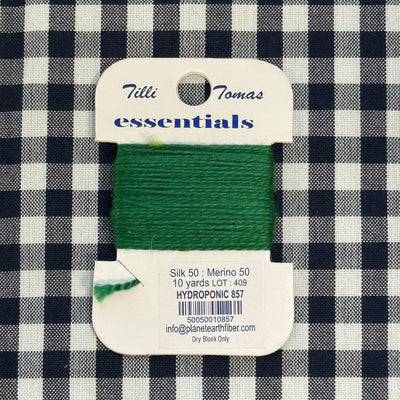 Tilli Tomas
essentials
Silk 50 : Merino 50
10 yards LOT : 409
HYDROPONIC 857
50050010857
info@planetearthfiber.com
Dry Block Only